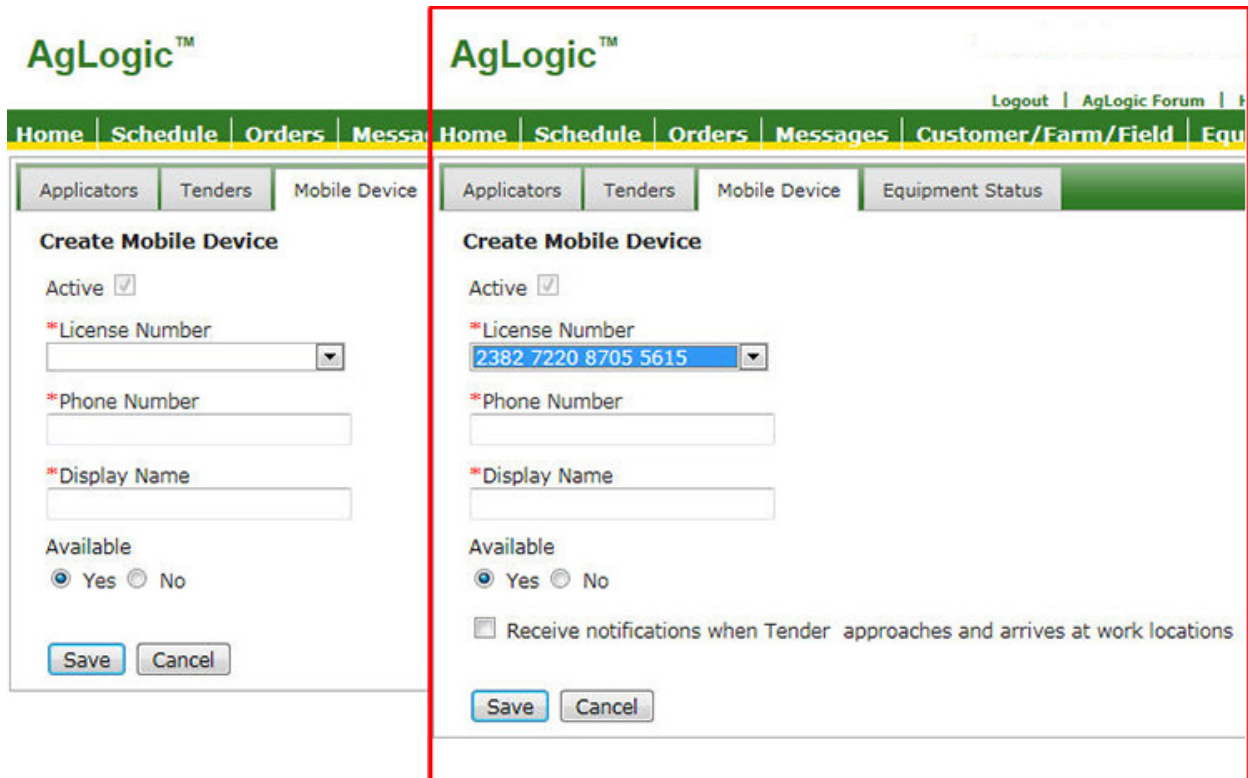 AgLogic™
Home Schedule Orders
Applicators Tenders Mobile Device
Create Mobile Device
Active
*License Number
*Phone Number
*Display Name
Available
Yes No
Save Cancel
AgLogic™
Logout | AgLogic Forum |
Home Schedule Orders Messages Customer/Farm/Field
Applicators Tenders Mobile Device Equipment Status
Create Mobile Device
Active
*License Number
2382 7220 8705 5615
*Phone Number
*Display Name
Available
Yes No
Receive notifications when Tender approaches and arrives at work locations
Save Cancel